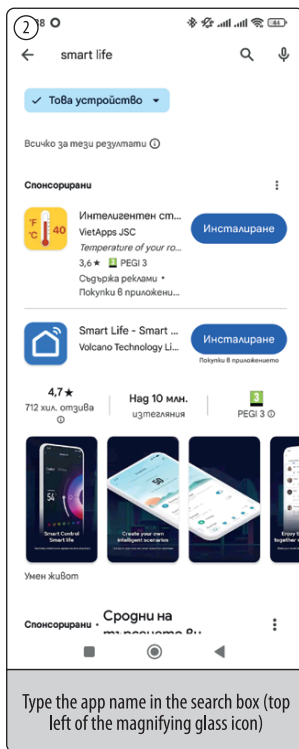 2
smart life
Това устройство
Всичко за тези резултати
Спонсорирани
Интелигентен ст...
VietApps JSC
Temperature of your ro...
3,6★ 3 PEGI 3
Съдържа реклами •
Покупки в приложени...
Инсталиране
°F
°C
40
Smart Life - Smart ...
Volcano Technology Li...
Инсталиране
Покупки в приложението
4,7★
712 хил. отзива
Над 10 млн.
изтегляния
3
PEGI 3
Smart Control
Smart life
Create your own
intelligent scenarios
Умен живот
Спонсорирани • Сродни на
Type the app name in the search box (top
left of the magnifying glass icon)